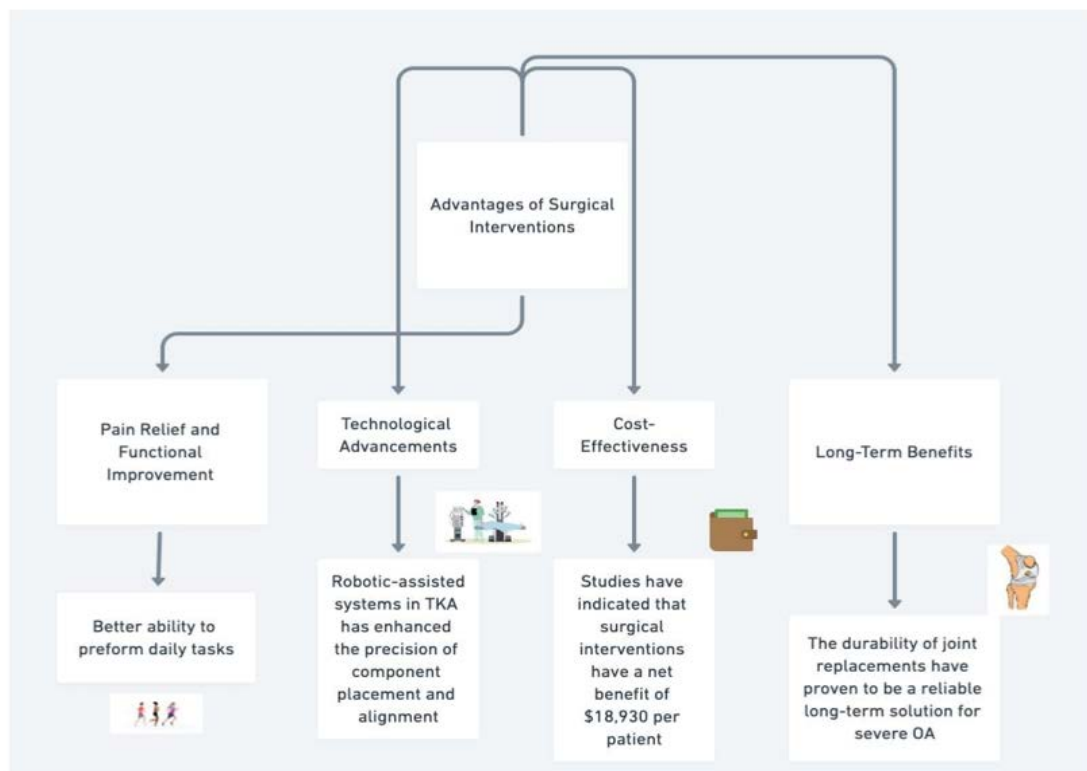 Advantages of Surgical
Interventions
Pain Relief and
Functional
Improvement
Technological
Advancements
Cost-
Effectiveness
Long-Term Benefits
Better ability to
preform daily tasks
Robotic-assisted
systems in TKA
has enhanced
the precision of
component
placement and
alignment
Studies have
indicated that
surgical
interventions
have a net
benefit of
$18,930 per
patient
The durability of joint
replacements have
proven to be a reliable
long-term solution for
severe OA